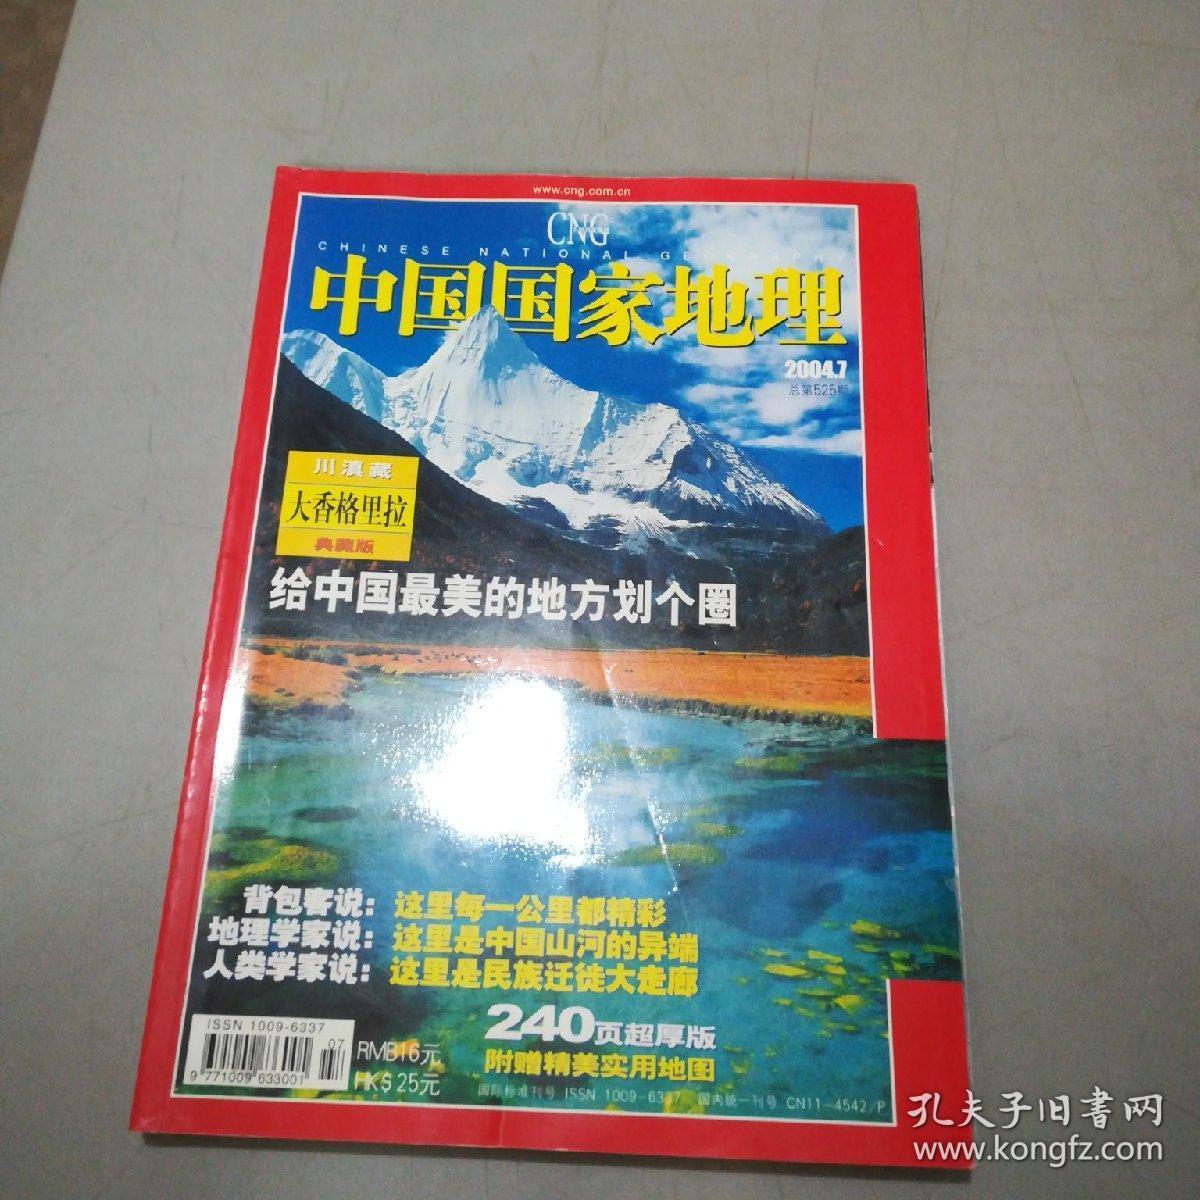 www.cng.com.cn
CNG
CHINESE NATIONAL GEOGRAPHY
中国国家地理
2004.7
总第525期
川滇藏
大香格里拉
典藏版
给中国最美的地方划个圈
背包客说：这里每一公里都精彩
地理学家说：这里是中国山河的异端
人类学家说：这里是民族迁徙大走廊
240页超厚版
附赠精美实用地图
ISSN 1009-6337
07
9 771009 633001
RMB16元
HK$25元
国际标准刊号 ISSN 1009-6337 国内统一刊号 CN11-4542/P
孔夫子旧书网
www.kongfz.com